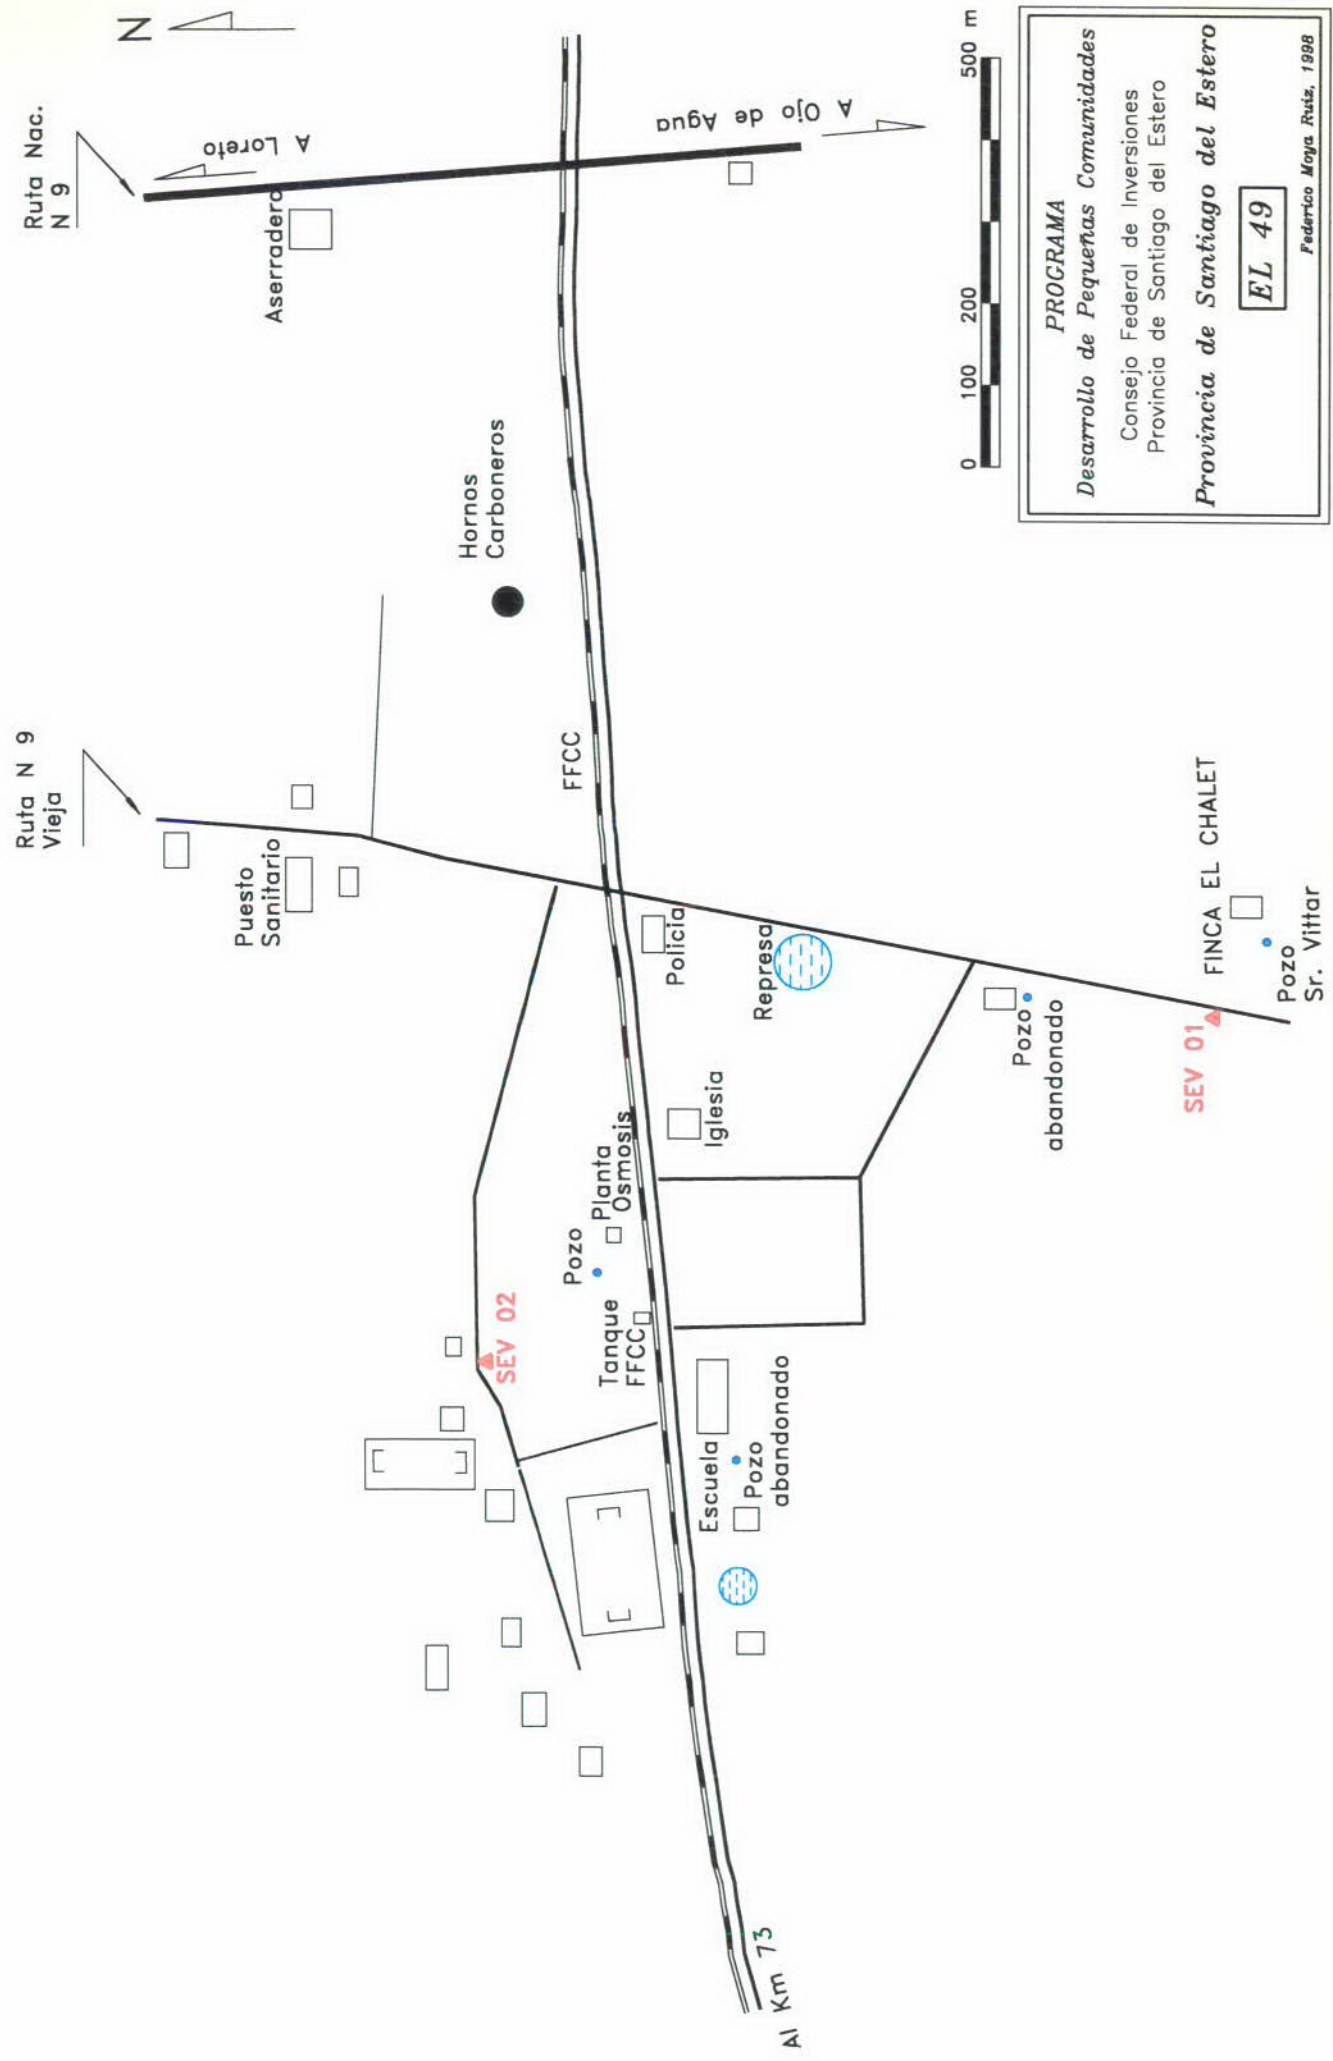 Ruta Nac.
N 9
N
A Loreto
Aserradero
A Ojo de Agua
Ruta N 9
Vieja
Puesto
Sanitario
Hornos
Carboneros
FFCC
Policia
Represa
Iglesia
Planta
Osmosis
Pozo
Tanque
FFCC
SEV 02
Escuela
Pozo
abandonado
Pozo
abandonado
SEV 01
FINCA EL CHALET
Pozo
Sr. Vittar
Al Km 73
0 100 200 500 m
PROGRAMA
Desarrollo de Pequeñas Comunidades
Consejo Federal de Inversiones
Provincia de Santiago del Estero
Provincia de Santiago del Estero
EL 49
Federico Moya Ruiz, 1998